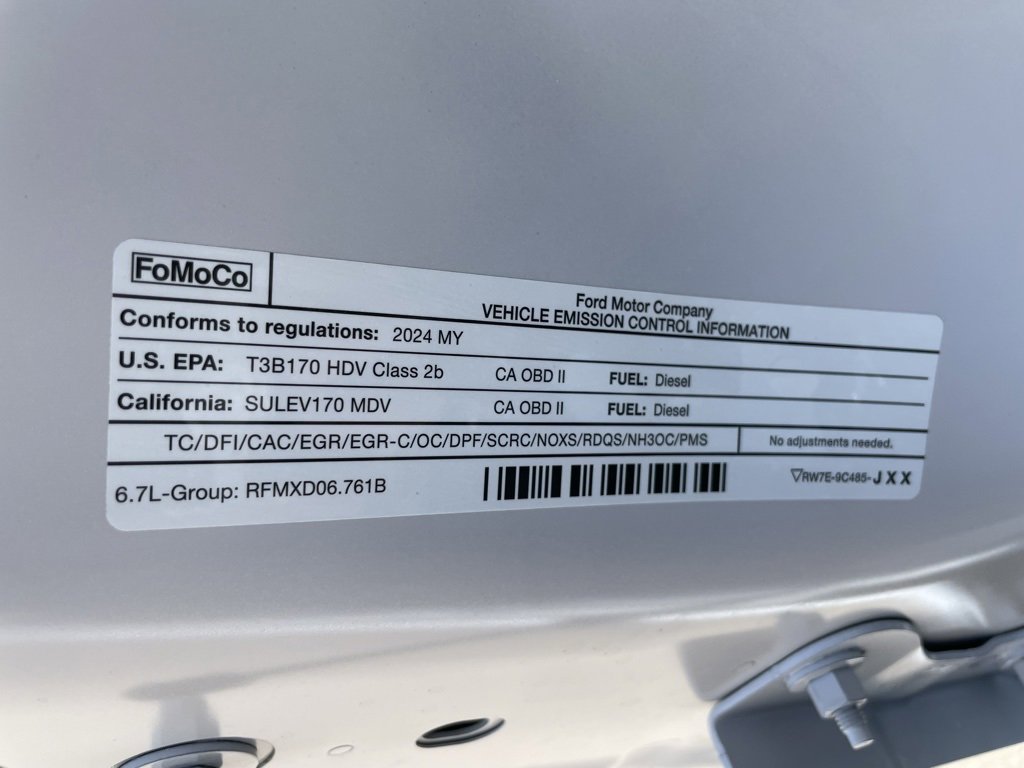 FoMoCo
Ford Motor Company
VEHICLE EMISSION CONTROL INFORMATION
Conforms to regulations: 2024 MY
U.S. EPA: T3B170 HDV Class 2b CA OBD II FUEL: Diesel
California: SULEV170 MDV CA OBD II FUEL: Diesel
TC/DFI/CAC/EGR/EGR-C/OC/DPF/SCRC/NOXS/RDQS/NH3OC/PMS No adjustments needed.
6.7L-Group: RFMXD06.761B ▽RW7E-9C485-JXX